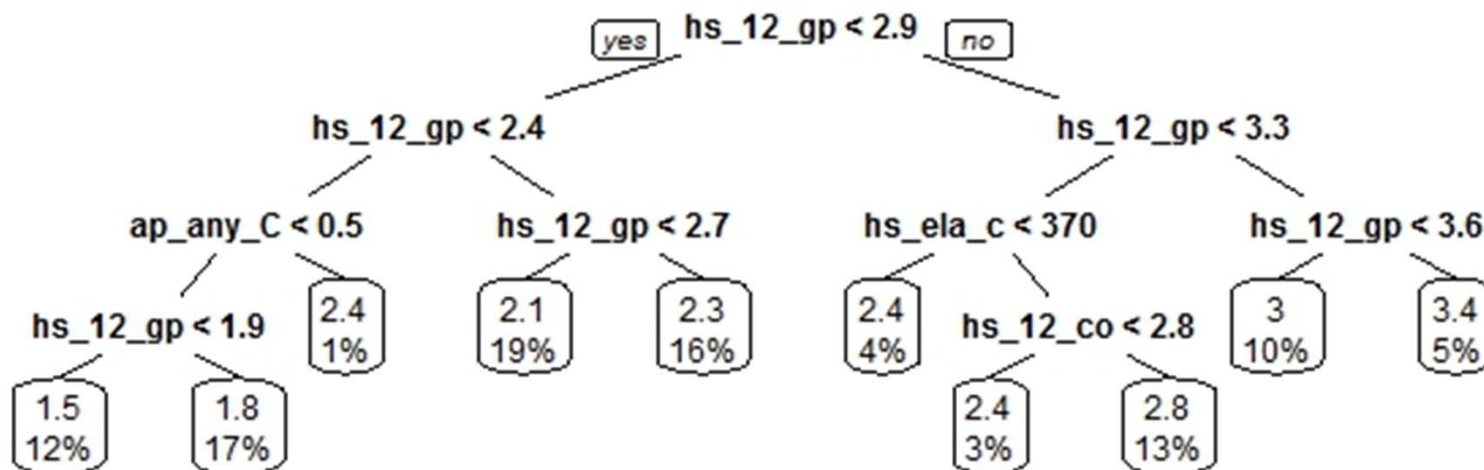 yes hs_12_gp < 2.9 no
hs_12_gp < 2.4 hs_12_gp < 3.3
ap_any_C < 0.5 hs_12_gp < 2.7 hs_ela_c < 370 hs_12_gp < 3.6
2.4 2.1 2.3 2.4 3 3.4
1% 19% 16% 4% 10% 5%
hs_12_gp < 1.9 hs_12_co < 2.8
1.5 1.8 2.4 2.8
12% 17% 3% 13%